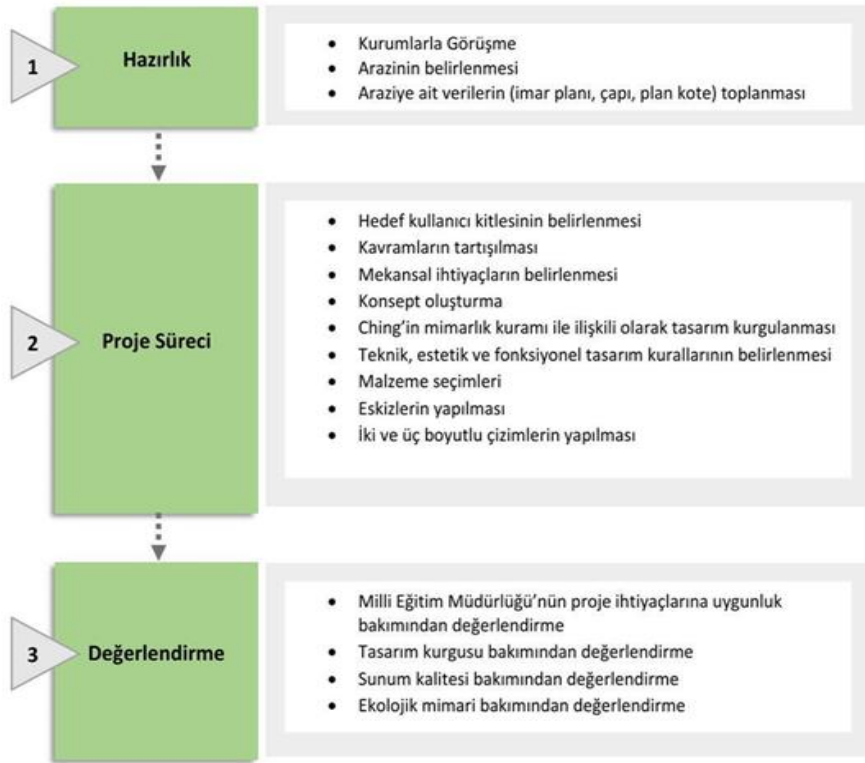 1
Hazırlık
• Kurumlarla Görüşme
• Arazinin belirlenmesi
• Araziye ait verilerin (imar planı, çapı, plan kote) toplanması
2
Proje Süreci
• Hedef kullanıcı kitlesinin belirlenmesi
• Kavramların tartışılması
• Mekansal ihtiyaçların belirlenmesi
• Konsept oluşturma
• Ching’in mimarlık kuramı ile ilişkili olarak tasarım kurgulanması
• Teknik, estetik ve fonksiyonel tasarım kurallarının belirlenmesi
• Malzeme seçimleri
• Eskizlerin yapılması
• İki ve üç boyutlu çizimlerin yapılması
3
Değerlendirme
• Milli Eğitim Müdürlüğü’nün proje ihtiyaçlarına uygunluk
bakımından değerlendirme
• Tasarım kurgusu bakımından değerlendirme
• Sunum kalitesi bakımından değerlendirme
• Ekolojik mimari bakımından değerlendirme